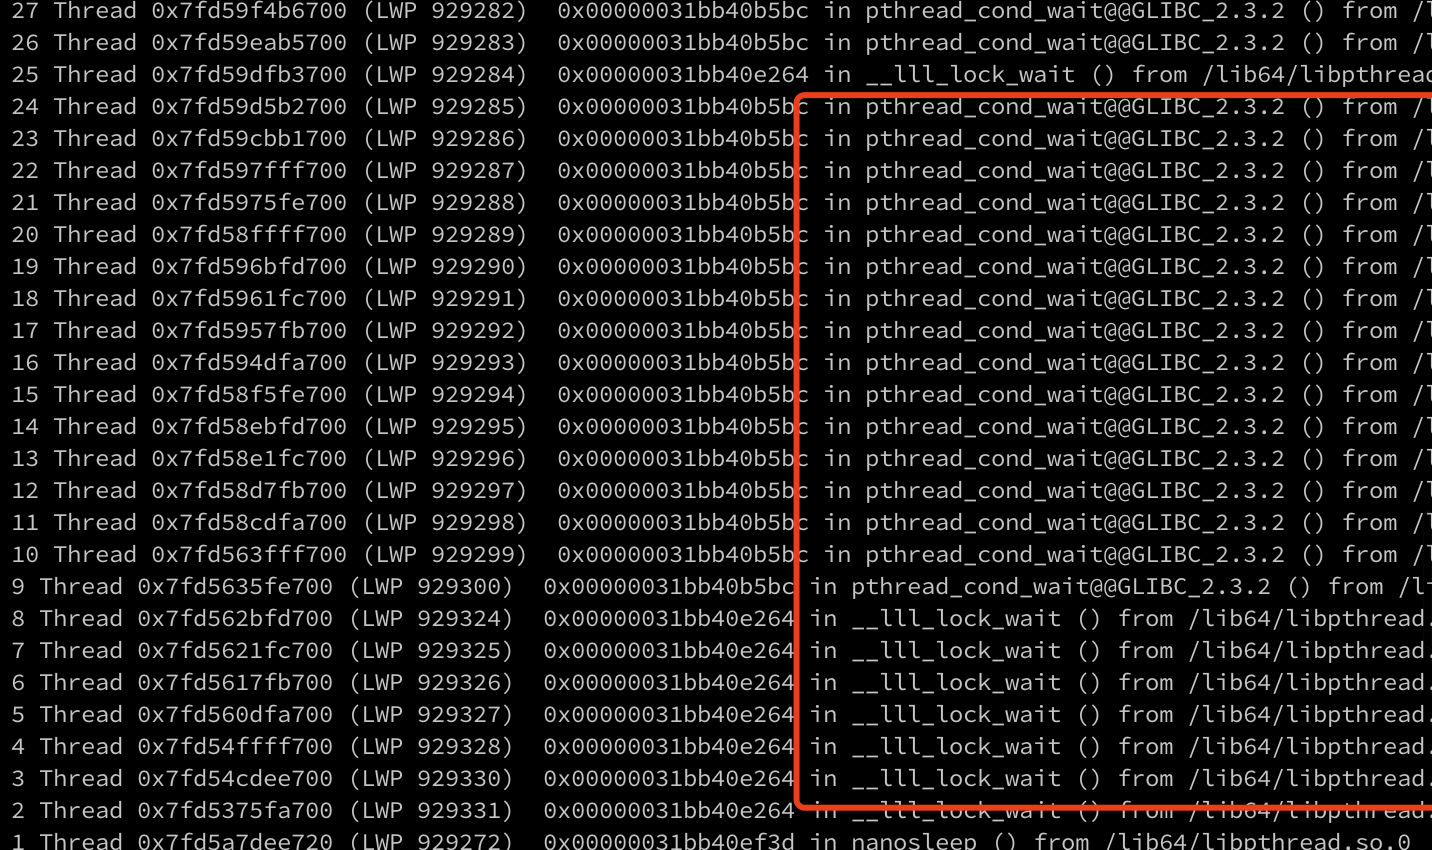 27 Thread 0x7fd59f4b6700 (LWP 929282) 0x00000031bb40b5bc in pthread_cond_wait@@GLIBC_2.3.2 () from /l
26 Thread 0x7fd59eab5700 (LWP 929283) 0x00000031bb40b5bc in pthread_cond_wait@@GLIBC_2.3.2 () from /l
25 Thread 0x7fd59dfb3700 (LWP 929284) 0x00000031bb40e264 in __lll_lock_wait () from /lib64/libpthread
24 Thread 0x7fd59d5b2700 (LWP 929285) 0x00000031bb40b5bc in pthread_cond_wait@@GLIBC_2.3.2 () from /l
23 Thread 0x7fd59cbb1700 (LWP 929286) 0x00000031bb40b5bc in pthread_cond_wait@@GLIBC_2.3.2 () from /l
22 Thread 0x7fd597fff700 (LWP 929287) 0x00000031bb40b5bc in pthread_cond_wait@@GLIBC_2.3.2 () from /l
21 Thread 0x7fd5975fe700 (LWP 929288) 0x00000031bb40b5bc in pthread_cond_wait@@GLIBC_2.3.2 () from /l
20 Thread 0x7fd58ffff700 (LWP 929289) 0x00000031bb40b5bc in pthread_cond_wait@@GLIBC_2.3.2 () from /l
19 Thread 0x7fd596bfd700 (LWP 929290) 0x00000031bb40b5bc in pthread_cond_wait@@GLIBC_2.3.2 () from /l
18 Thread 0x7fd5961fc700 (LWP 929291) 0x00000031bb40b5bc in pthread_cond_wait@@GLIBC_2.3.2 () from /l
17 Thread 0x7fd5957fb700 (LWP 929292) 0x00000031bb40b5bc in pthread_cond_wait@@GLIBC_2.3.2 () from /l
16 Thread 0x7fd594dfa700 (LWP 929293) 0x00000031bb40b5bc in pthread_cond_wait@@GLIBC_2.3.2 () from /l
15 Thread 0x7fd58f5fe700 (LWP 929294) 0x00000031bb40b5bc in pthread_cond_wait@@GLIBC_2.3.2 () from /l
14 Thread 0x7fd58ebfd700 (LWP 929295) 0x00000031bb40b5bc in pthread_cond_wait@@GLIBC_2.3.2 () from /l
13 Thread 0x7fd58e1fc700 (LWP 929296) 0x00000031bb40b5bc in pthread_cond_wait@@GLIBC_2.3.2 () from /l
12 Thread 0x7fd58d7fb700 (LWP 929297) 0x00000031bb40b5bc in pthread_cond_wait@@GLIBC_2.3.2 () from /l
11 Thread 0x7fd58cdfa700 (LWP 929298) 0x00000031bb40b5bc in pthread_cond_wait@@GLIBC_2.3.2 () from /l
10 Thread 0x7fd563fff700 (LWP 929299) 0x00000031bb40b5bc in pthread_cond_wait@@GLIBC_2.3.2 () from /l
9 Thread 0x7fd5635fe700 (LWP 929300) 0x00000031bb40b5bc in pthread_cond_wait@@GLIBC_2.3.2 () from /li
8 Thread 0x7fd562bfd700 (LWP 929324) 0x00000031bb40e264 in __lll_lock_wait () from /lib64/libpthread.
7 Thread 0x7fd5621fc700 (LWP 929325) 0x00000031bb40e264 in __lll_lock_wait () from /lib64/libpthread.
6 Thread 0x7fd5617fb700 (LWP 929326) 0x00000031bb40e264 in __lll_lock_wait () from /lib64/libpthread.
5 Thread 0x7fd560dfa700 (LWP 929327) 0x00000031bb40e264 in __lll_lock_wait () from /lib64/libpthread.
4 Thread 0x7fd54ffff700 (LWP 929328) 0x00000031bb40e264 in __lll_lock_wait () from /lib64/libpthread.
3 Thread 0x7fd54cdee700 (LWP 929330) 0x00000031bb40e264 in __lll_lock_wait () from /lib64/libpthread.
2 Thread 0x7fd5375fa700 (LWP 929331) 0x00000031bb40e264 in __lll_lock_wait () from /lib64/libpthread.
1 Thread 0x7fd5a7dee720 (LWP 929272) 0x00000031bb40ef3d in nanosleep () from /lib64/libpthread.so.0